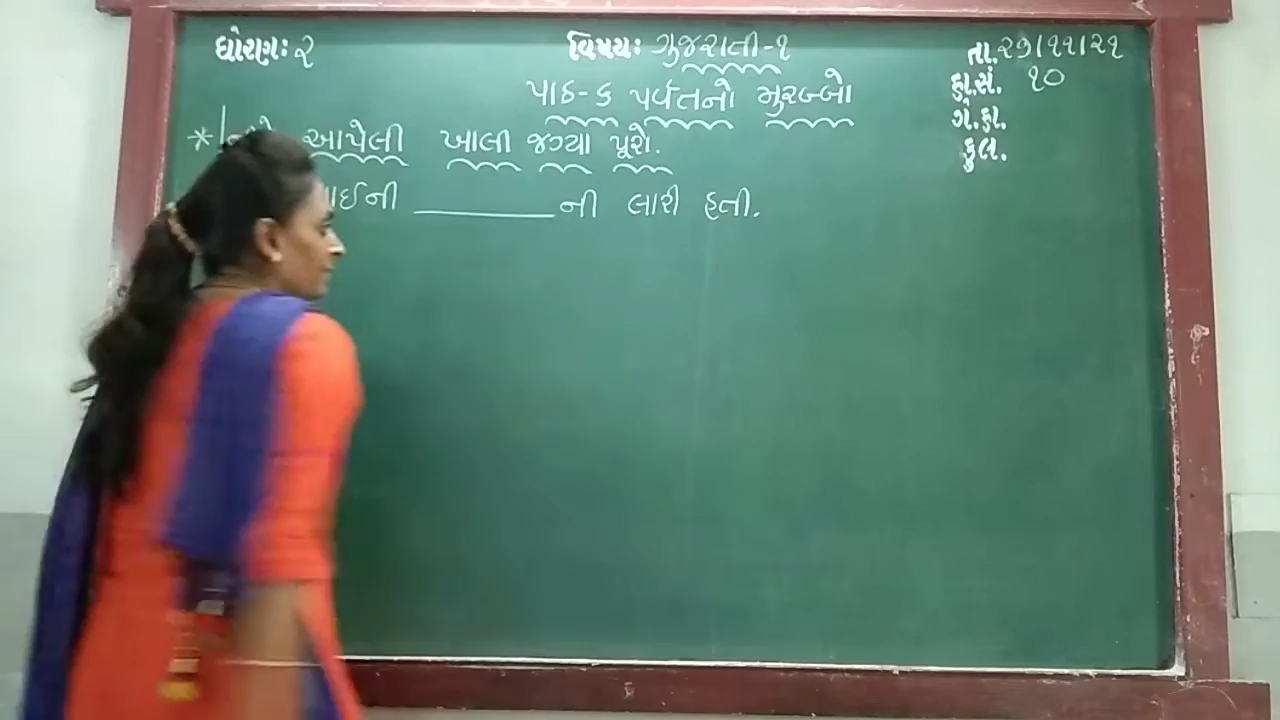 ધોરણઃ ૨ વિષયઃ ગુજરાતી-૧ તા.૨૭/૧૧/૨૧
પાઠ-૬ પર્વતનો મુરબ્બો હા.સં. ૧૦
ગે.હા.
* આપેલી ખાલી જગ્યા પૂરો. કુલ.
ની લારી હતી.